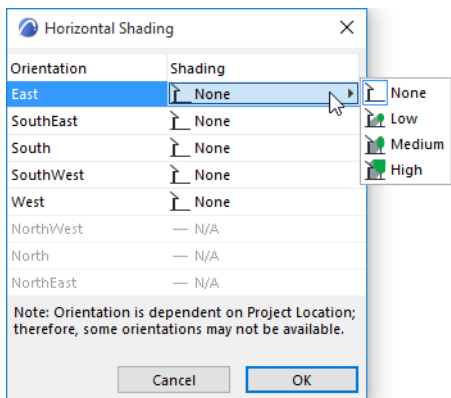 Horizontal Shading
Orientation Shading
East None
SouthEast None
South None
SouthWest None
West None
NorthWest — N/A
North — N/A
NorthEast — N/A
None
Low
Medium
High
Note: Orientation is dependent on Project Location;
therefore, some orientations may not be available.
Cancel OK